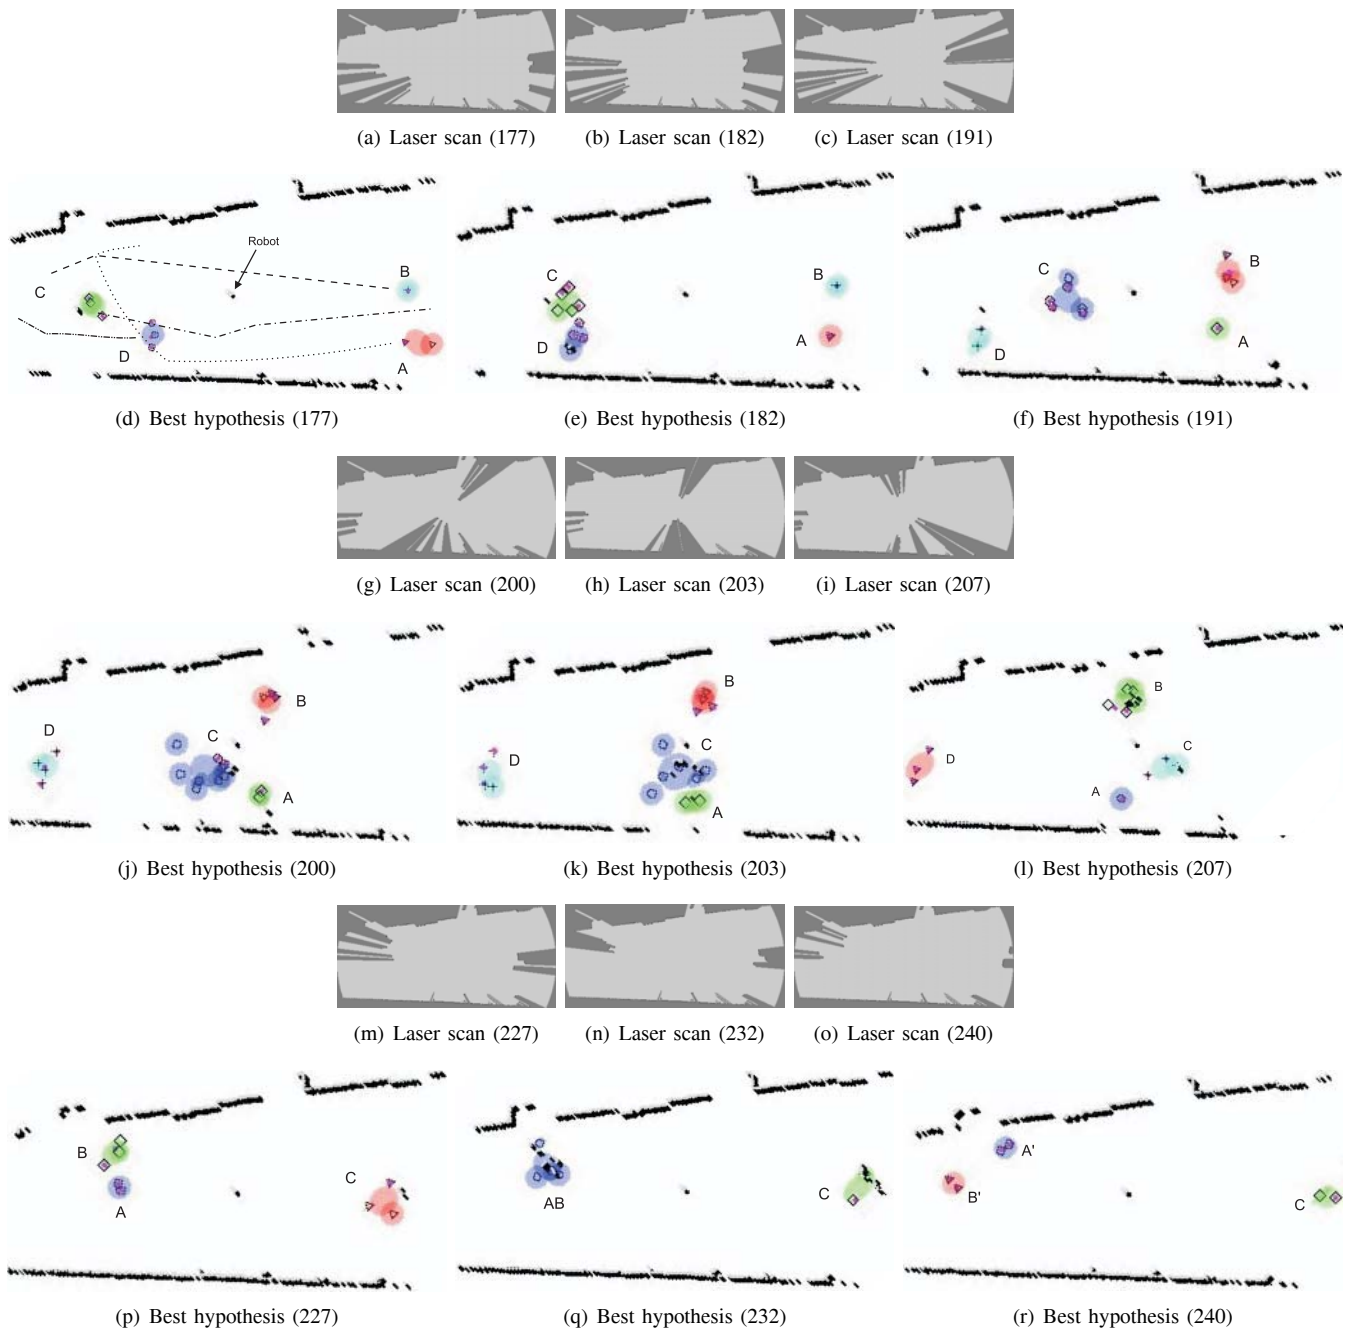 (a) Laser scan (177)
(b) Laser scan (182)
(c) Laser scan (191)
Robot
B
C
D
A
(d) Best hypothesis (177)
C
B
A
D
(e) Best hypothesis (182)
C
B
A
D
(f) Best hypothesis (191)
(g) Laser scan (200)
(h) Laser scan (203)
(i) Laser scan (207)
B
D
C
A
(j) Best hypothesis (200)
B
C
D
A
(k) Best hypothesis (203)
B
C
D
A
(l) Best hypothesis (207)
(m) Laser scan (227)
(n) Laser scan (232)
(o) Laser scan (240)
B
C
A
(p) Best hypothesis (227)
C
AB
(q) Best hypothesis (232)
A'
B'
C
(r) Best hypothesis (240)